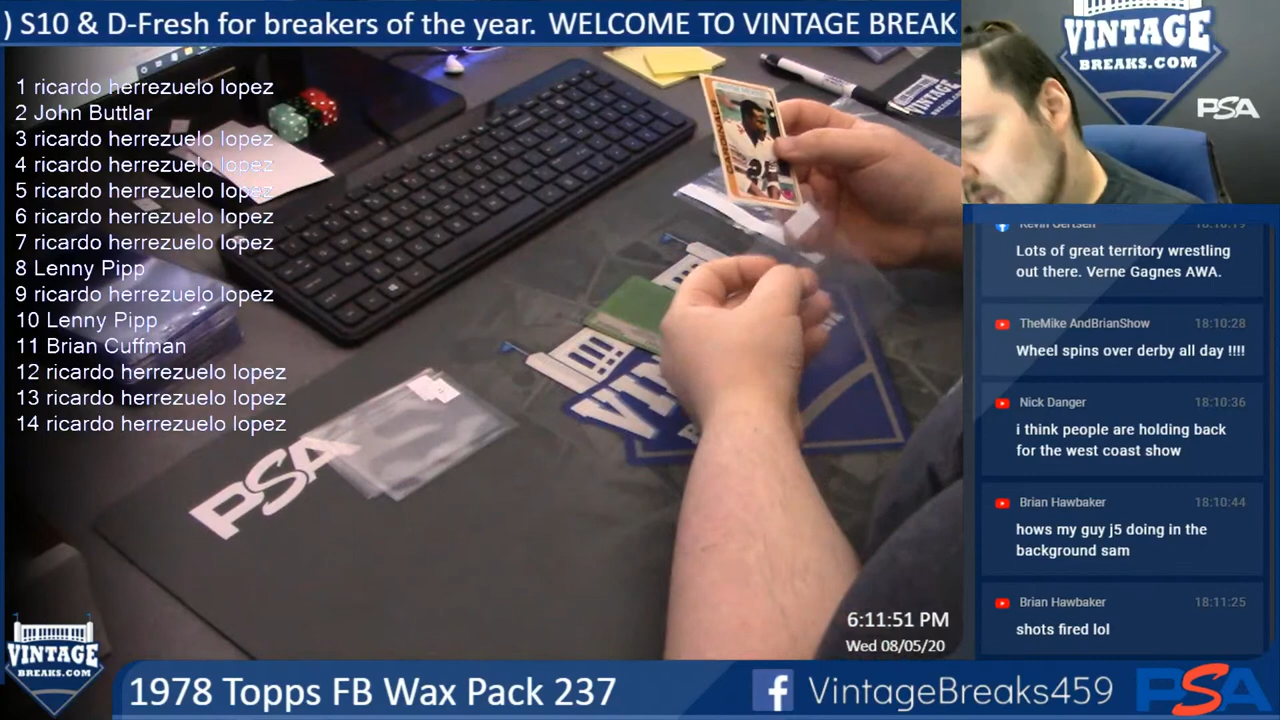 ) S10 & D-Fresh for breakers of the year. WELCOME TO VINTAGE BREAK
1 ricardo herrezuelo lopez
2 John Buttlar
3 ricardo herrezuelo lopez
4 ricardo herrezuelo lopez
5 ricardo herrezuelo lopez
6 ricardo herrezuelo lopez
7 ricardo herrezuelo lopez
8 Lenny Pipp
9 ricardo herrezuelo lopez
10 Lenny Pipp
11 Brian Cuffman
12 ricardo herrezuelo lopez
13 ricardo herrezuelo lopez
14 ricardo herrezuelo lopez
PSA
VINTAGE
BREAKS.COM
PSA
Kevin Gertsen 18:10:19
Lots of great territory wrestling
out there. Verne Gagnes AWA.
TheMike AndBrianShow 18:10:28
Wheel spins over derby all day !!!!
Nick Danger 18:10:36
i think people are holding back
for the west coast show
Brian Hawbaker 18:10:44
hows my guy j5 doing in the
background sam
Brian Hawbaker 18:11:25
shots fired lol
6:11:51 PM
Wed 08/05/20
VINTAGE
BREAKS.COM
1978 Topps FB Wax Pack 237
f VintageBreaks459
PSA